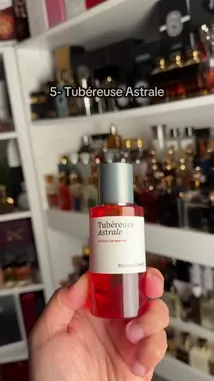 5- Tubéreuse Astrale
Tubéreuse
Astrale
EXTRAIT DE PARFUM